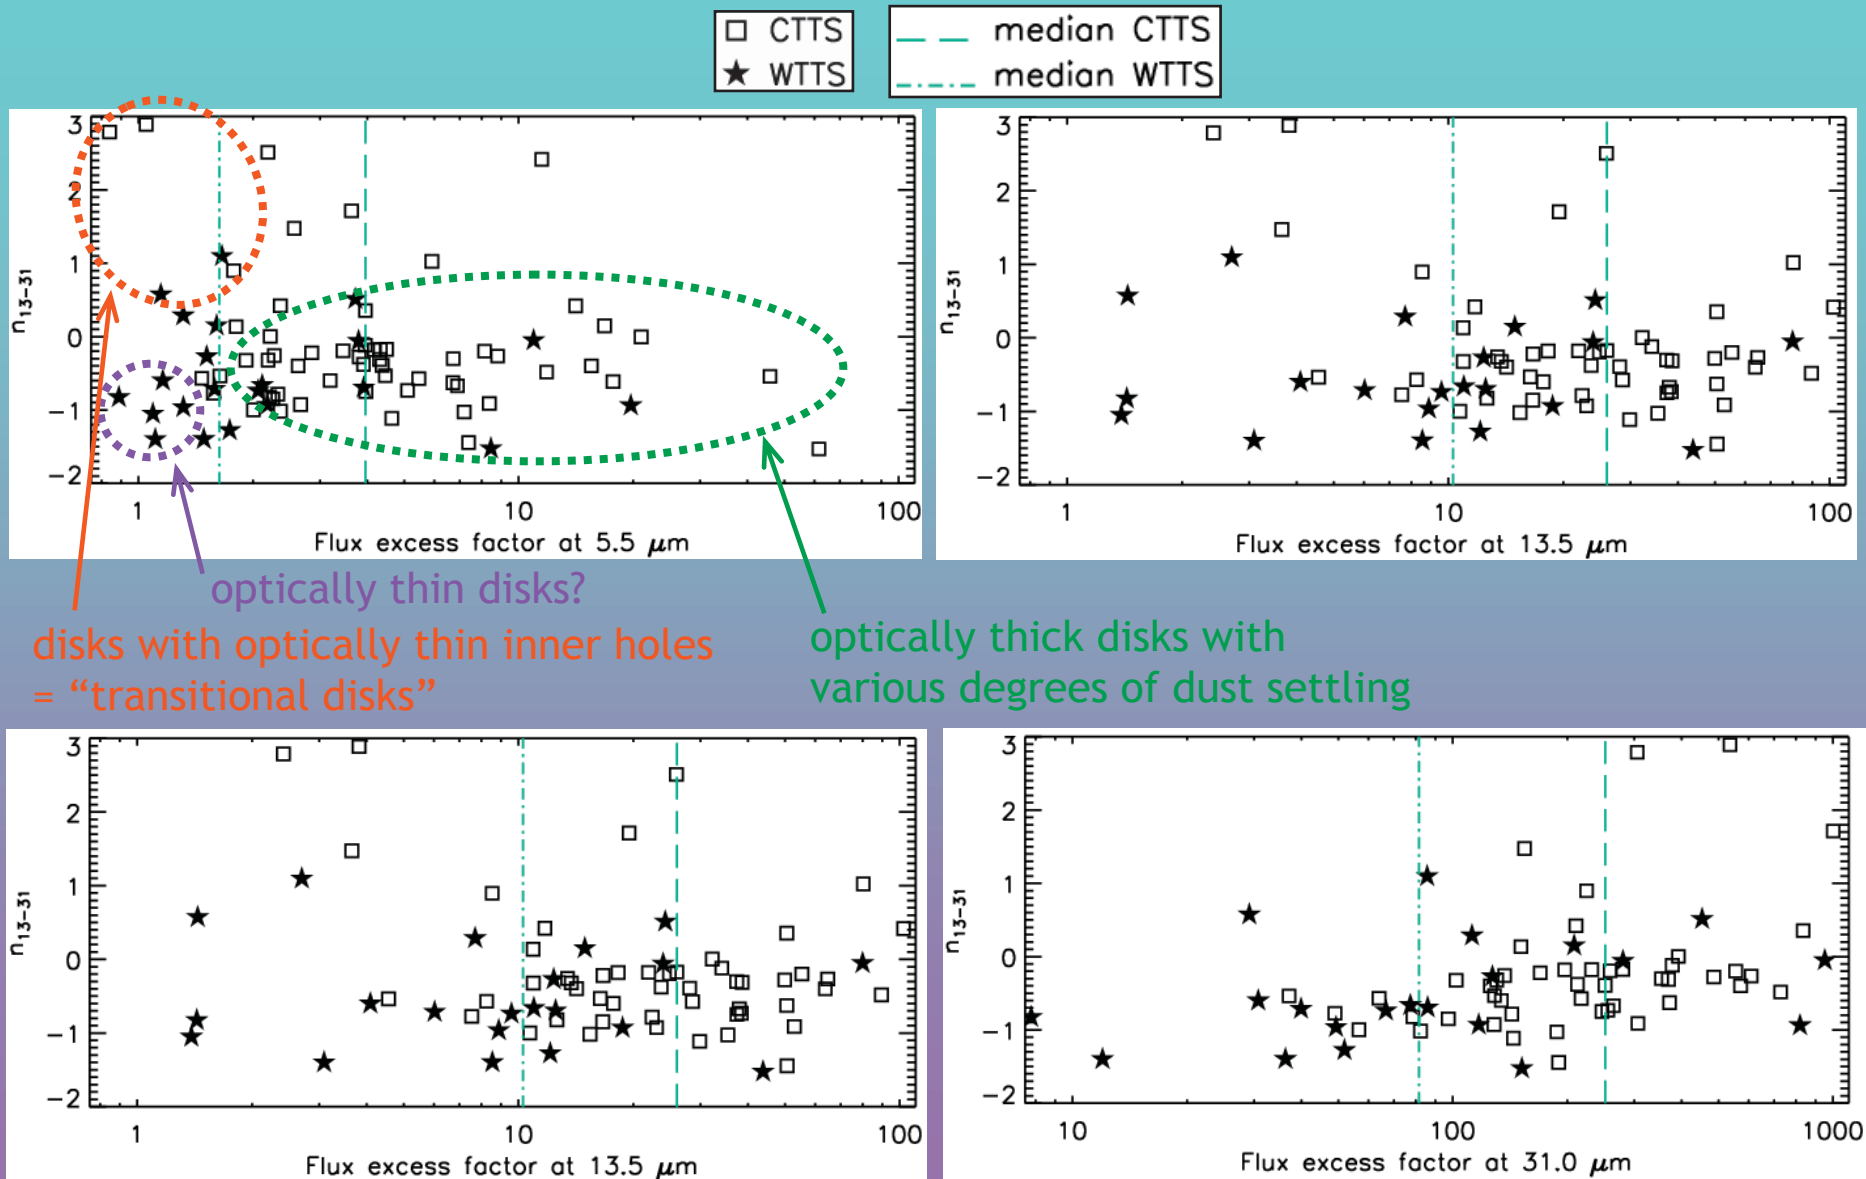 CTTS
WTTS
median CTTS
median WTTS
3
2
1
0
−1
−2
n13−31
1 10 100
Flux excess factor at 5.5 μm
3
2
1
0
−1
−2
n13−31
1 10 100
Flux excess factor at 13.5 μm
optically thin disks?
disks with optically thin inner holes
= “transitional disks”
optically thick disks with
various degrees of dust settling
3
2
1
0
−1
−2
n13−31
1 10 100
Flux excess factor at 13.5 μm
3
2
1
0
−1
−2
n13−31
10 100 1000
Flux excess factor at 31.0 μm